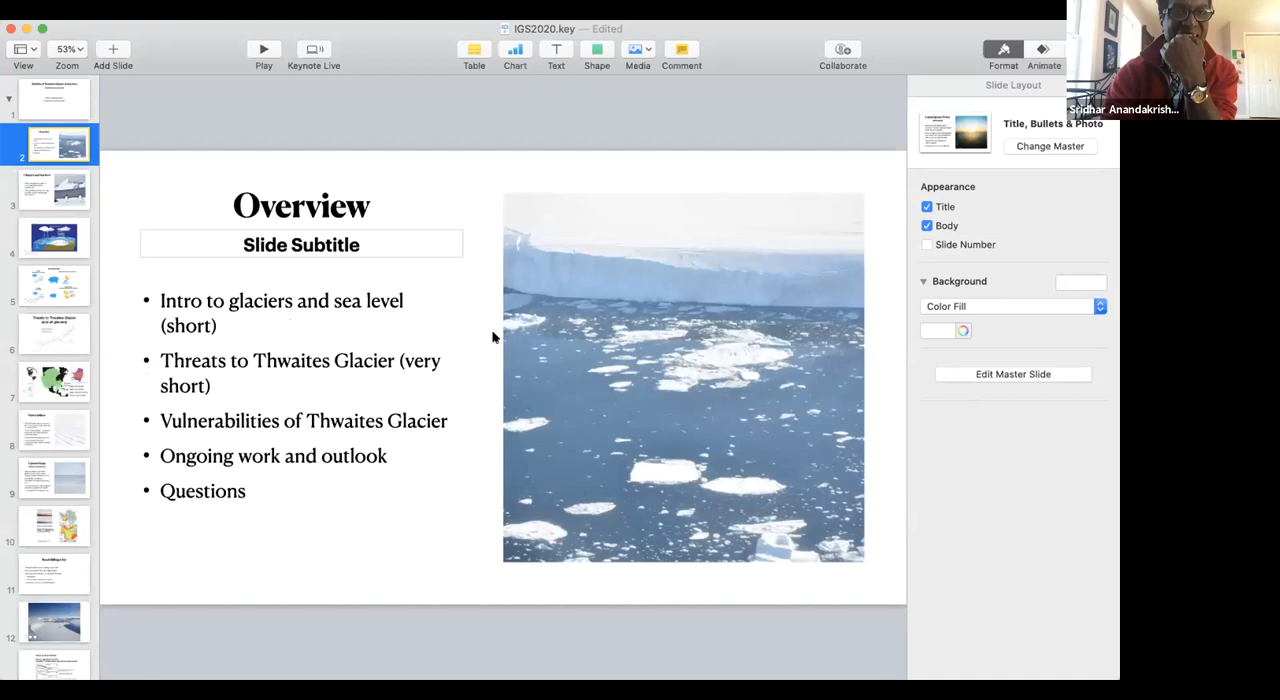 IGS2020.key — Edited
View
53%
Zoom
Add Slide
Play
Keynote Live
Table
Chart
Text
Shape
Media
Comment
Collaborate
Format
Animate
Sridhar Anandakrish...
Slide Layout
Title, Bullets & Photo
Change Master
Appearance
Title
Body
Slide Number
Background
Color Fill
Edit Master Slide
1
2
3
4
5
6
7
8
9
10
11
12
Overview
Slide Subtitle
• Intro to glaciers and sea level
(short)
• Threats to Thwaites Glacier (very
short)
• Vulnerabilities of Thwaites Glacier
• Ongoing work and outlook
• Questions